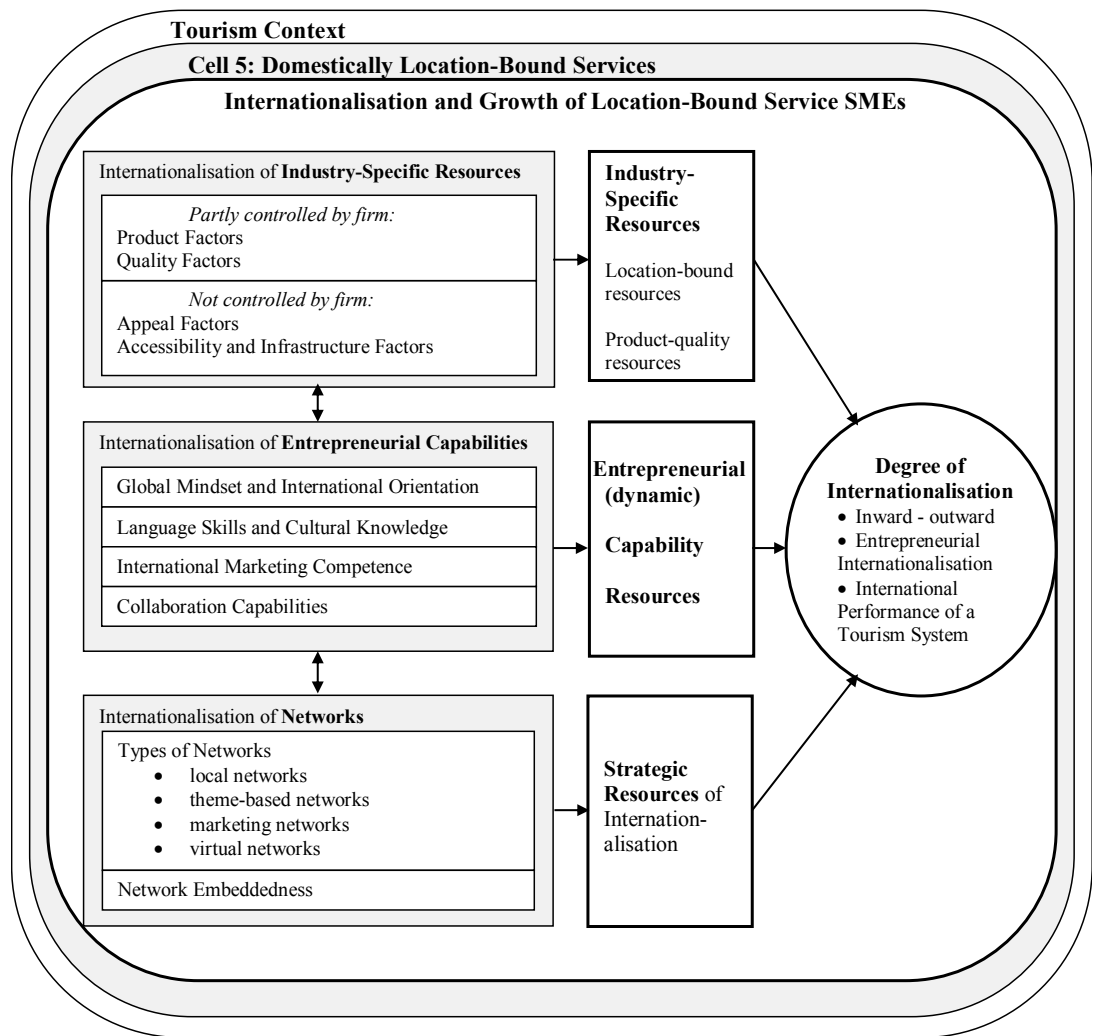 Tourism Context
Cell 5: Domestically Location-Bound Services
Internationalisation and Growth of Location-Bound Service SMEs
Internationalisation of Industry-Specific Resources
Partly controlled by firm:
Product Factors
Quality Factors
Not controlled by firm:
Appeal Factors
Accessibility and Infrastructure Factors
Industry-
Specific
Resources
Location-bound
resources
Product-quality
resources
Internationalisation of Entrepreneurial Capabilities
Global Mindset and International Orientation
Language Skills and Cultural Knowledge
International Marketing Competence
Collaboration Capabilities
Entrepreneurial
(dynamic)
Capability
Resources
Degree of
Internationalisation
• Inward - outward
• Entrepreneurial
Internationalisation
• International
Performance of a
Tourism System
Internationalisation of Networks
Types of Networks
• local networks
• theme-based networks
• marketing networks
• virtual networks
Network Embeddedness
Strategic
Resources of
Internation-
alisation